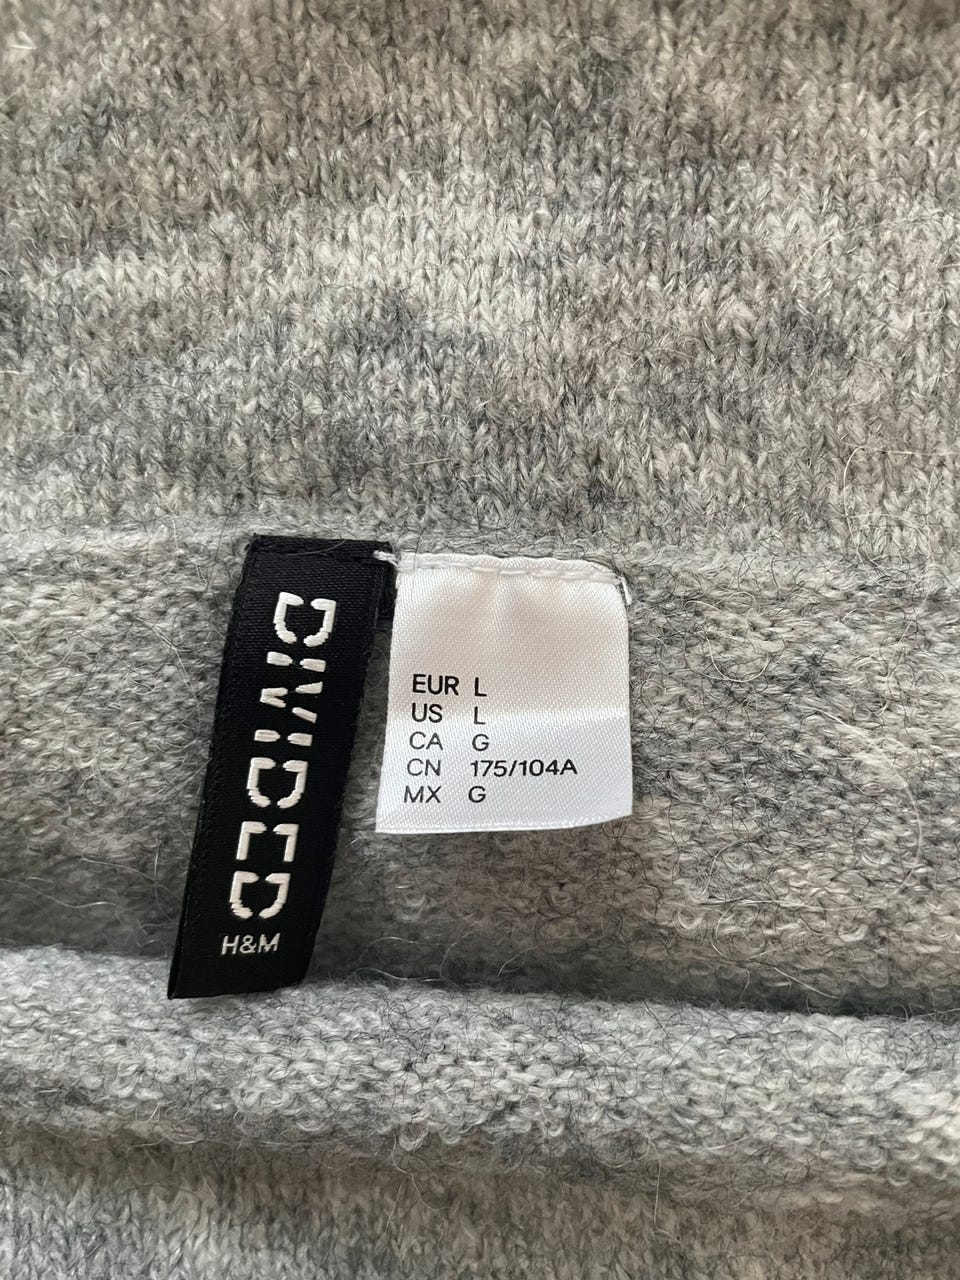 DIVIDED
H&M
EUR L
US L
CA G
CN 175/104A
MX G